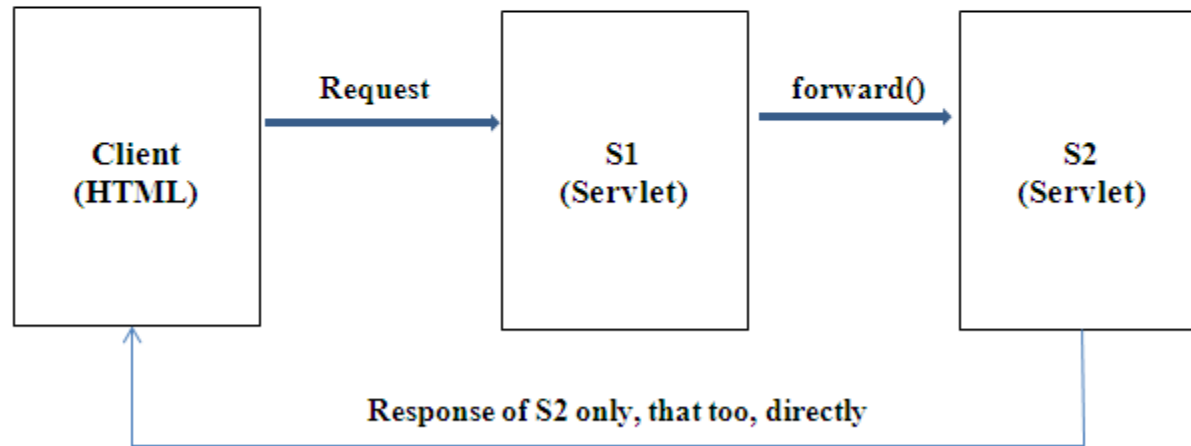 Request
forward()
Client
(HTML)
S1
(Servlet)
S2
(Servlet)
Response of S2 only, that too, directly